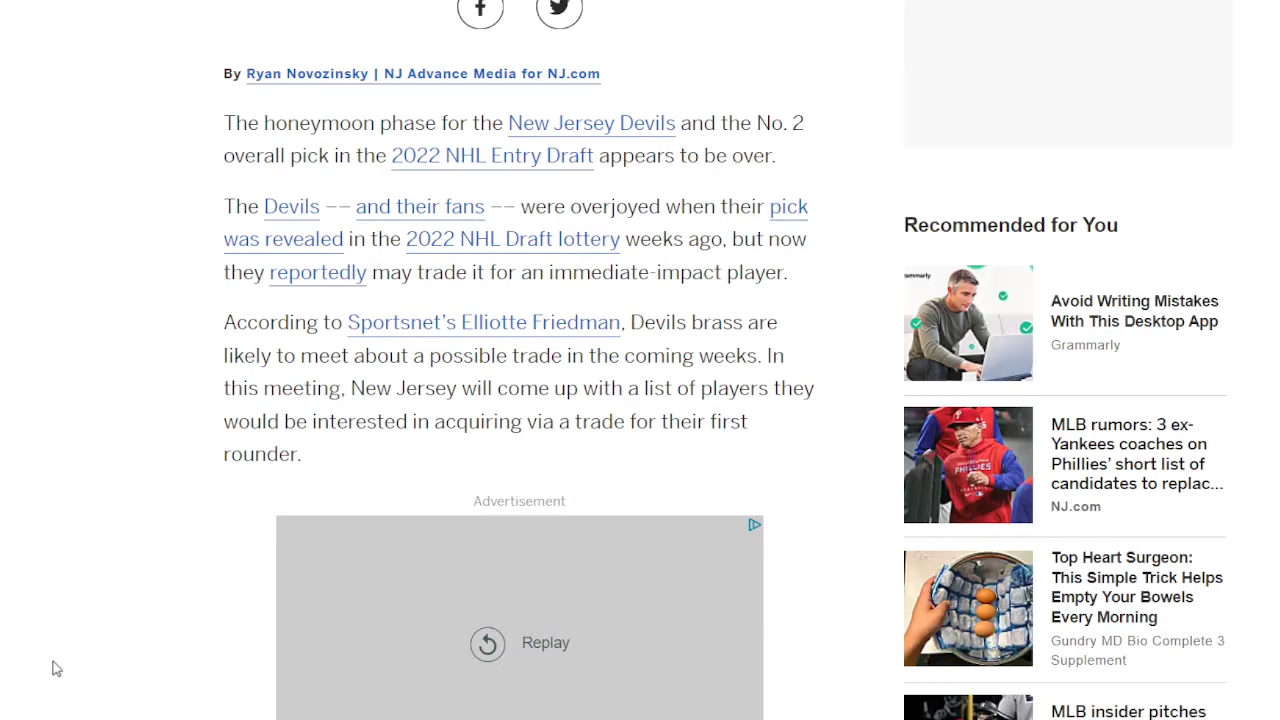 By Ryan Novozinsky | NJ Advance Media for NJ.com
The honeymoon phase for the New Jersey Devils and the No. 2
overall pick in the 2022 NHL Entry Draft appears to be over.
The Devils -- and their fans -- were overjoyed when their pick
was revealed in the 2022 NHL Draft lottery weeks ago, but now
they reportedly may trade it for an immediate-impact player.
According to Sportsnet’s Elliotte Friedman, Devils brass are
likely to meet about a possible trade in the coming weeks. In
this meeting, New Jersey will come up with a list of players they
would be interested in acquiring via a trade for their first
rounder.
Advertisement
Replay
Recommended for You
Avoid Writing Mistakes
With This Desktop App
Grammarly
MLB rumors: 3 ex-
Yankees coaches on
Phillies’ short list of
candidates to replac...
NJ.com
PHILLIES
Top Heart Surgeon:
This Simple Trick Helps
Empty Your Bowels
Every Morning
Gundry MD Bio Complete 3
Supplement
MLB insider pitches